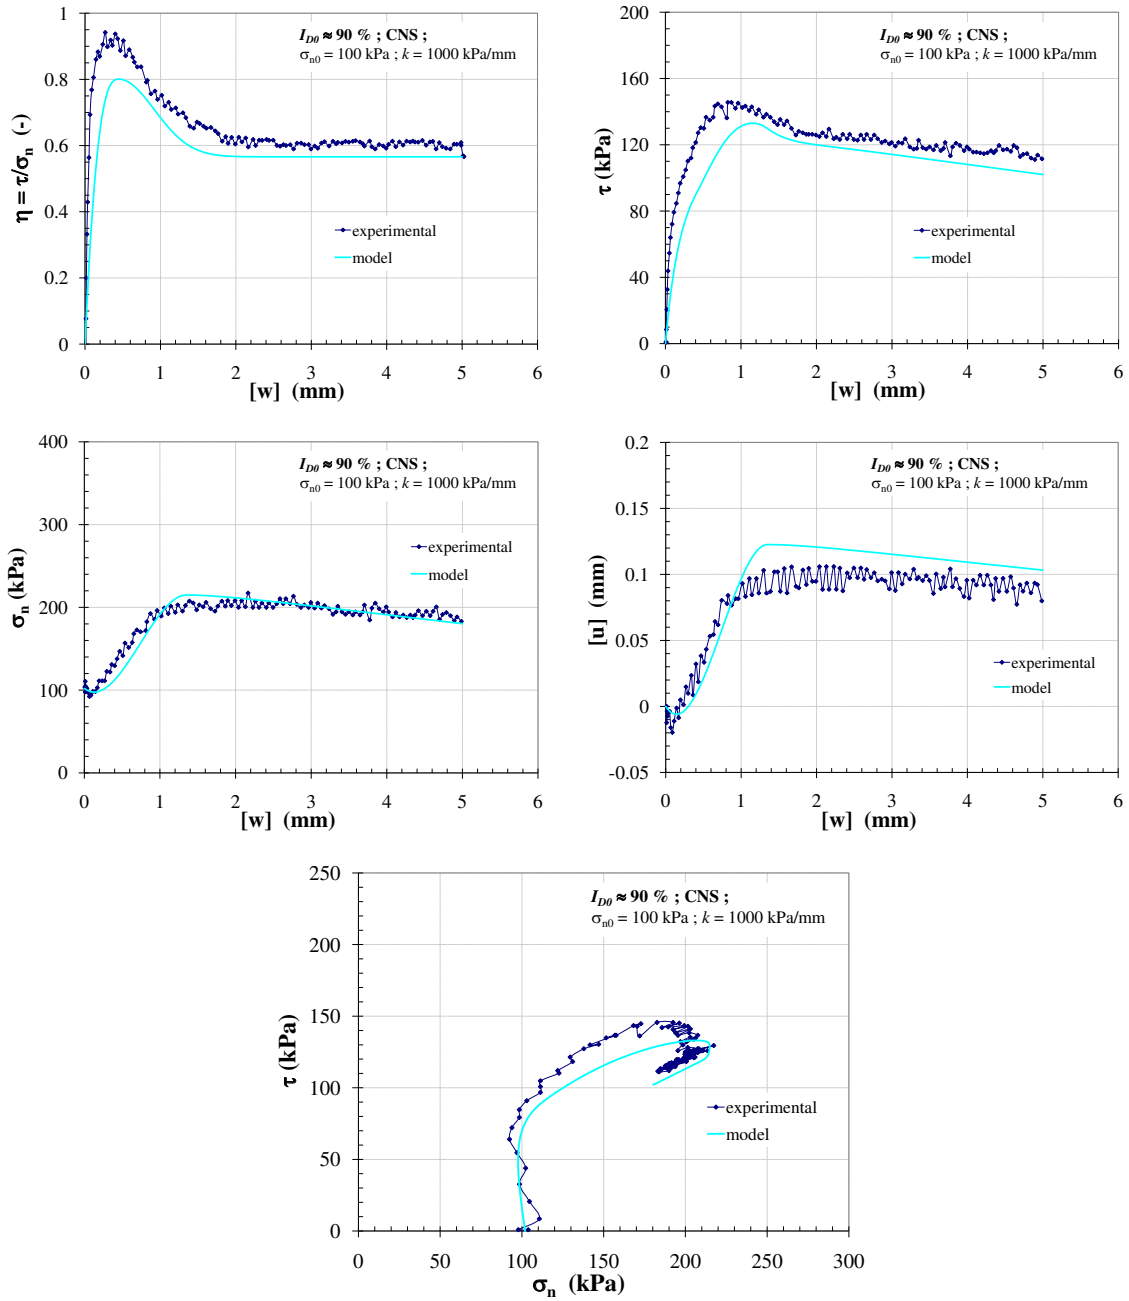 1
0.8
0.6
0.4
0.2
0
η = τ/σn (-)
I_D0 ≈ 90 % ; CNS ;
σn0 = 100 kPa ; k = 1000 kPa/mm
experimental
model
0 1 2 3 4 5 6
[w] (mm)
200
160
120
80
40
0
τ (kPa)
I_D0 ≈ 90 % ; CNS ;
σn0 = 100 kPa ; k = 1000 kPa/mm
experimental
model
0 1 2 3 4 5 6
[w] (mm)
400
300
200
100
0
σn (kPa)
I_D0 ≈ 90 % ; CNS ;
σn0 = 100 kPa ; k = 1000 kPa/mm
experimental
model
0 1 2 3 4 5 6
[w] (mm)
0.2
0.15
0.1
0.05
0
-0.05
[u] (mm)
I_D0 ≈ 90 % ; CNS ;
σn0 = 100 kPa ; k = 1000 kPa/mm
experimental
model
0 1 2 3 4 5 6
[w] (mm)
250
200
150
100
50
0
τ (kPa)
I_D0 ≈ 90 % ; CNS ;
σn0 = 100 kPa ; k = 1000 kPa/mm
experimental
model
0 50 100 150 200 250 300
σn (kPa)